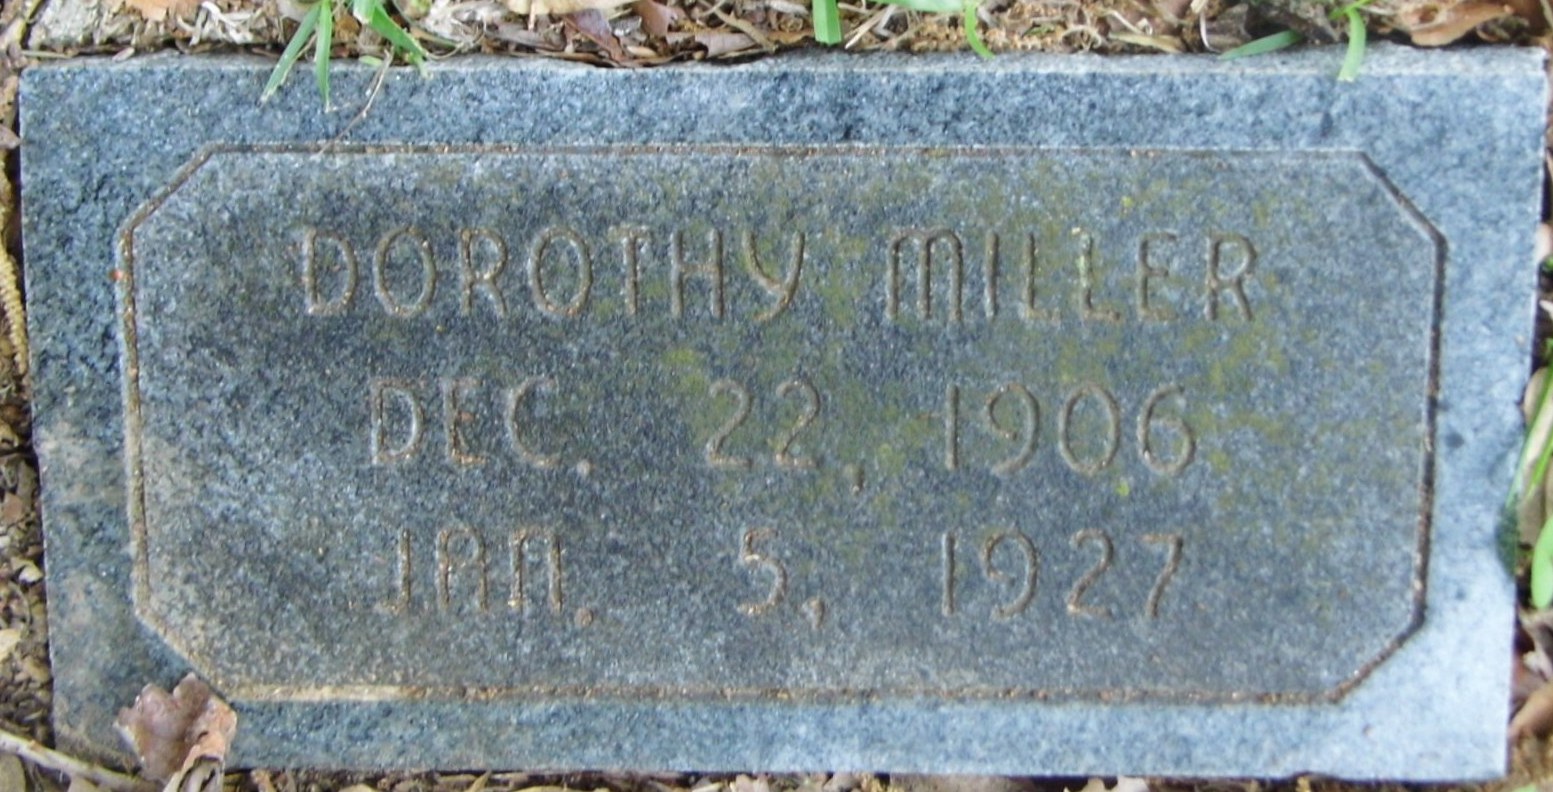 DOROTHY MILLER
DEC. 22, 1906
JAN. 5, 1927